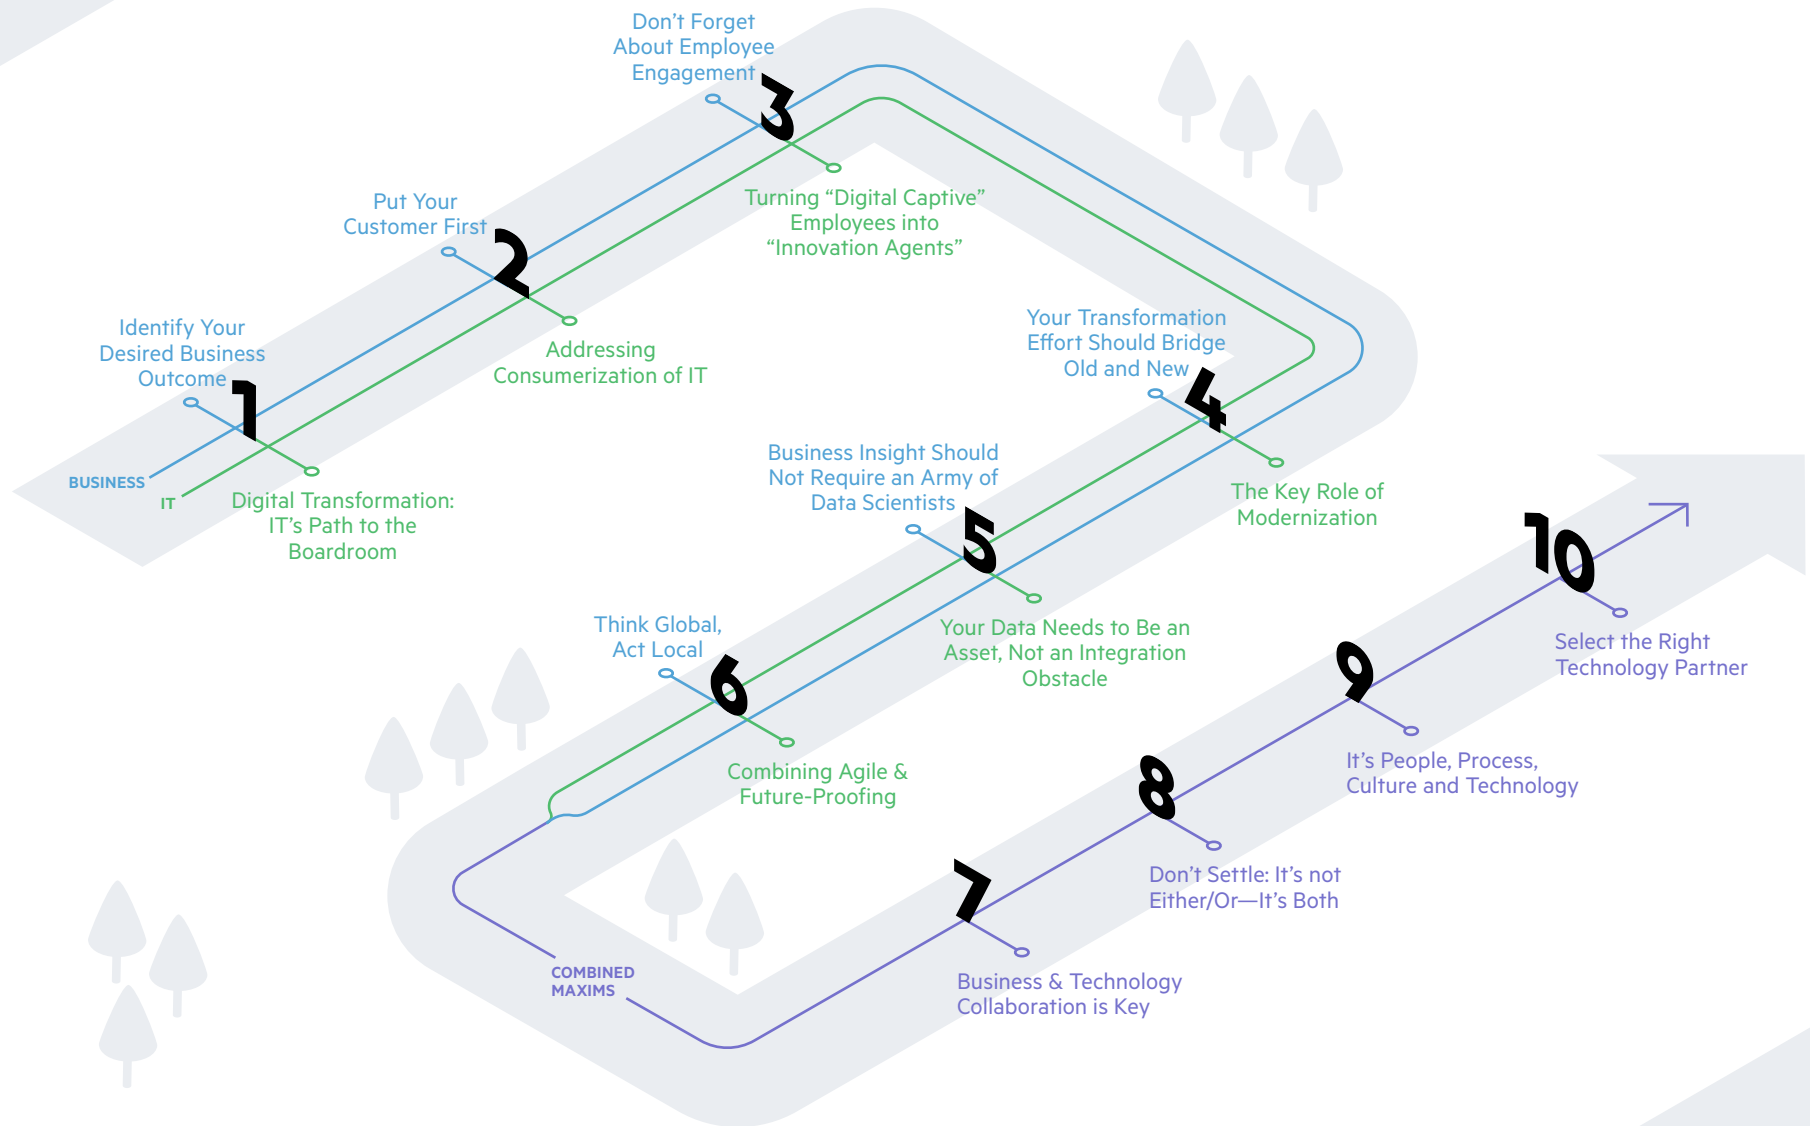 BUSINESS
IT
1
Identify Your
Desired Business
Outcome
Digital Transformation:
IT’s Path to the
Boardroom
2
Put Your
Customer First
Addressing
Consumerization of IT
3
Don’t Forget
About Employee
Engagement
Turning “Digital Captive”
Employees into
“Innovation Agents”
4
Your Transformation
Effort Should Bridge
Old and New
The Key Role of
Modernization
5
Business Insight Should
Not Require an Army of
Data Scientists
Your Data Needs to Be an
Asset, Not an Integration
Obstacle
6
Think Global,
Act Local
Combining Agile &
Future-Proofing
COMBINED
MAXIMS
7
Business & Technology
Collaboration is Key
8
Don’t Settle: It’s not
Either/Or—It’s Both
9
It’s People, Process,
Culture and Technology
10
Select the Right
Technology Partner